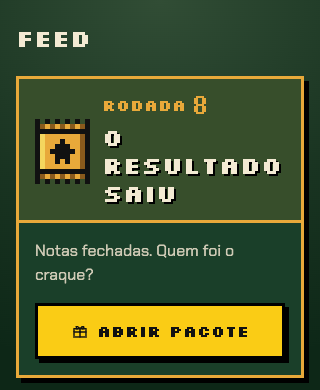 FEED
RODADA 8
O
RESULTADO
SAIU
Notas fechadas. Quem foi o
craque?
ABRIR PACOTE